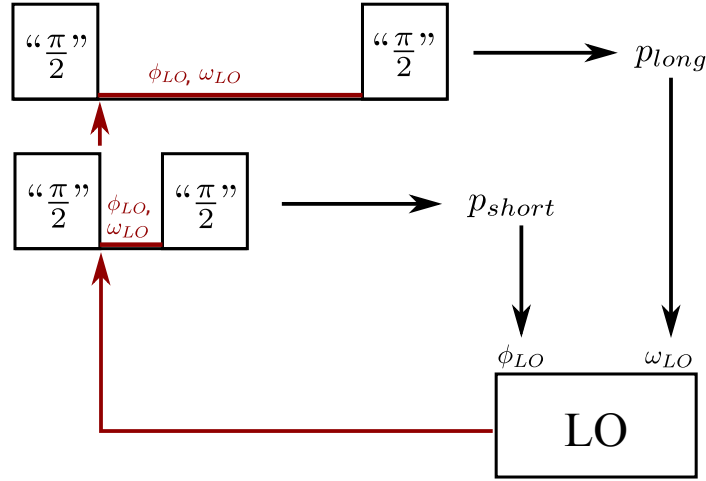 “π/2” “π/2”
ϕ_LO, ω_LO
p_long
“π/2” “π/2”
ϕ_LO,
ω_LO
p_short
ϕ_LO ω_LO
LO